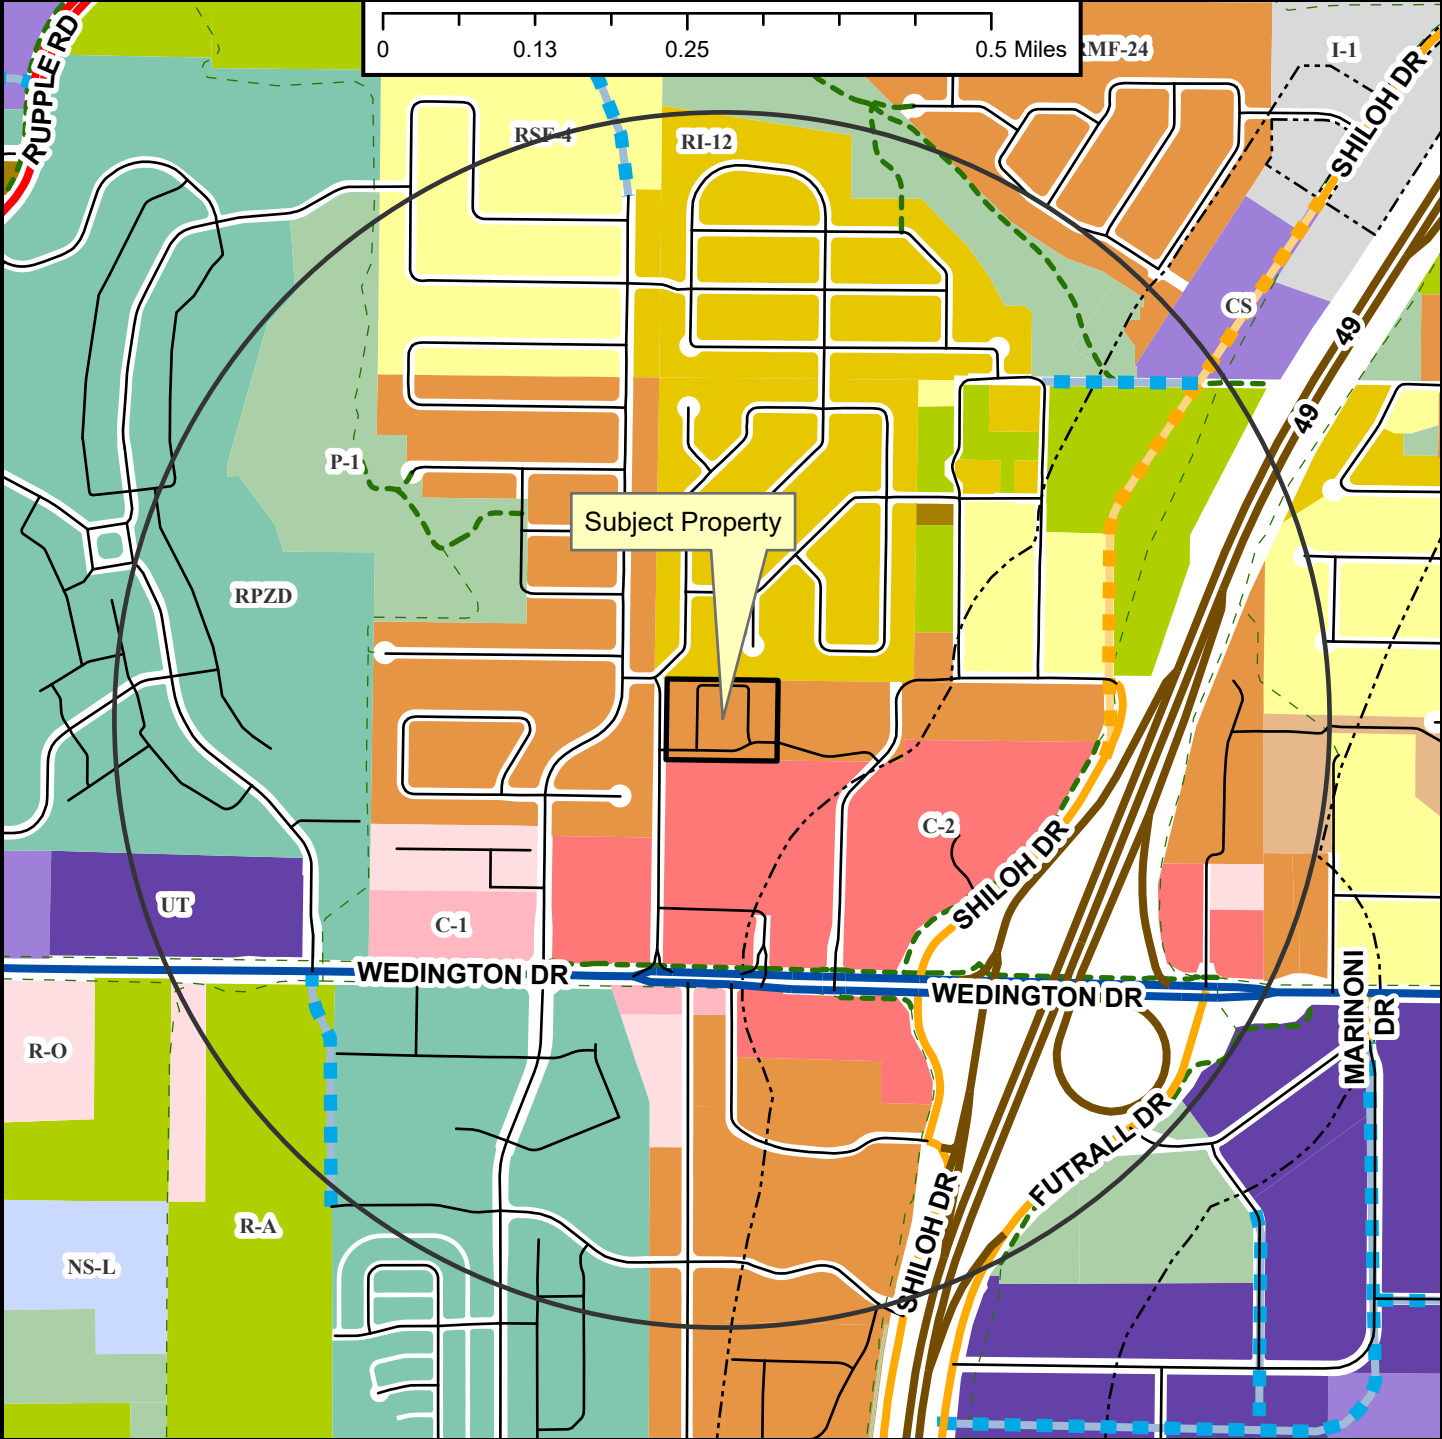 0 0.13 0.25 0.5 Miles
RMF-24
I-1
RUPPLE RD
SHILOH DR
RSF-4
RI-12
CS
49
49
P-1
Subject Property
RPZD
C-2
SHILOH DR
UT
C-1
WEDINGTON DR
WEDINGTON DR
MARINONI
DR
R-O
FUTRALL DR
SHILOH DR
R-A
NS-L